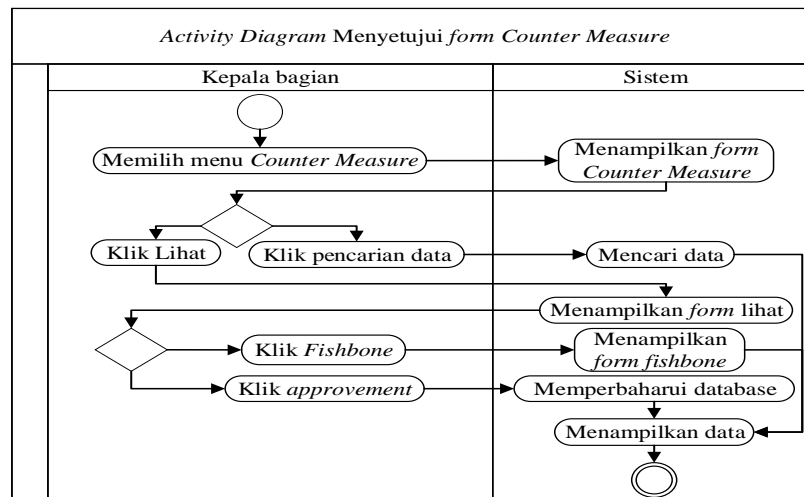 Activity Diagram Menyetujui form Counter Measure
Kepala bagian
Sistem
Memilih menu Counter Measure
Menampilkan form
Counter Measure
Klik Lihat
Klik pencarian data
Mencari data
Menampilkan form lihat
Klik Fishbone
Menampilkan
form fishbone
Klik approvement
Memperbaharui database
Menampilkan data